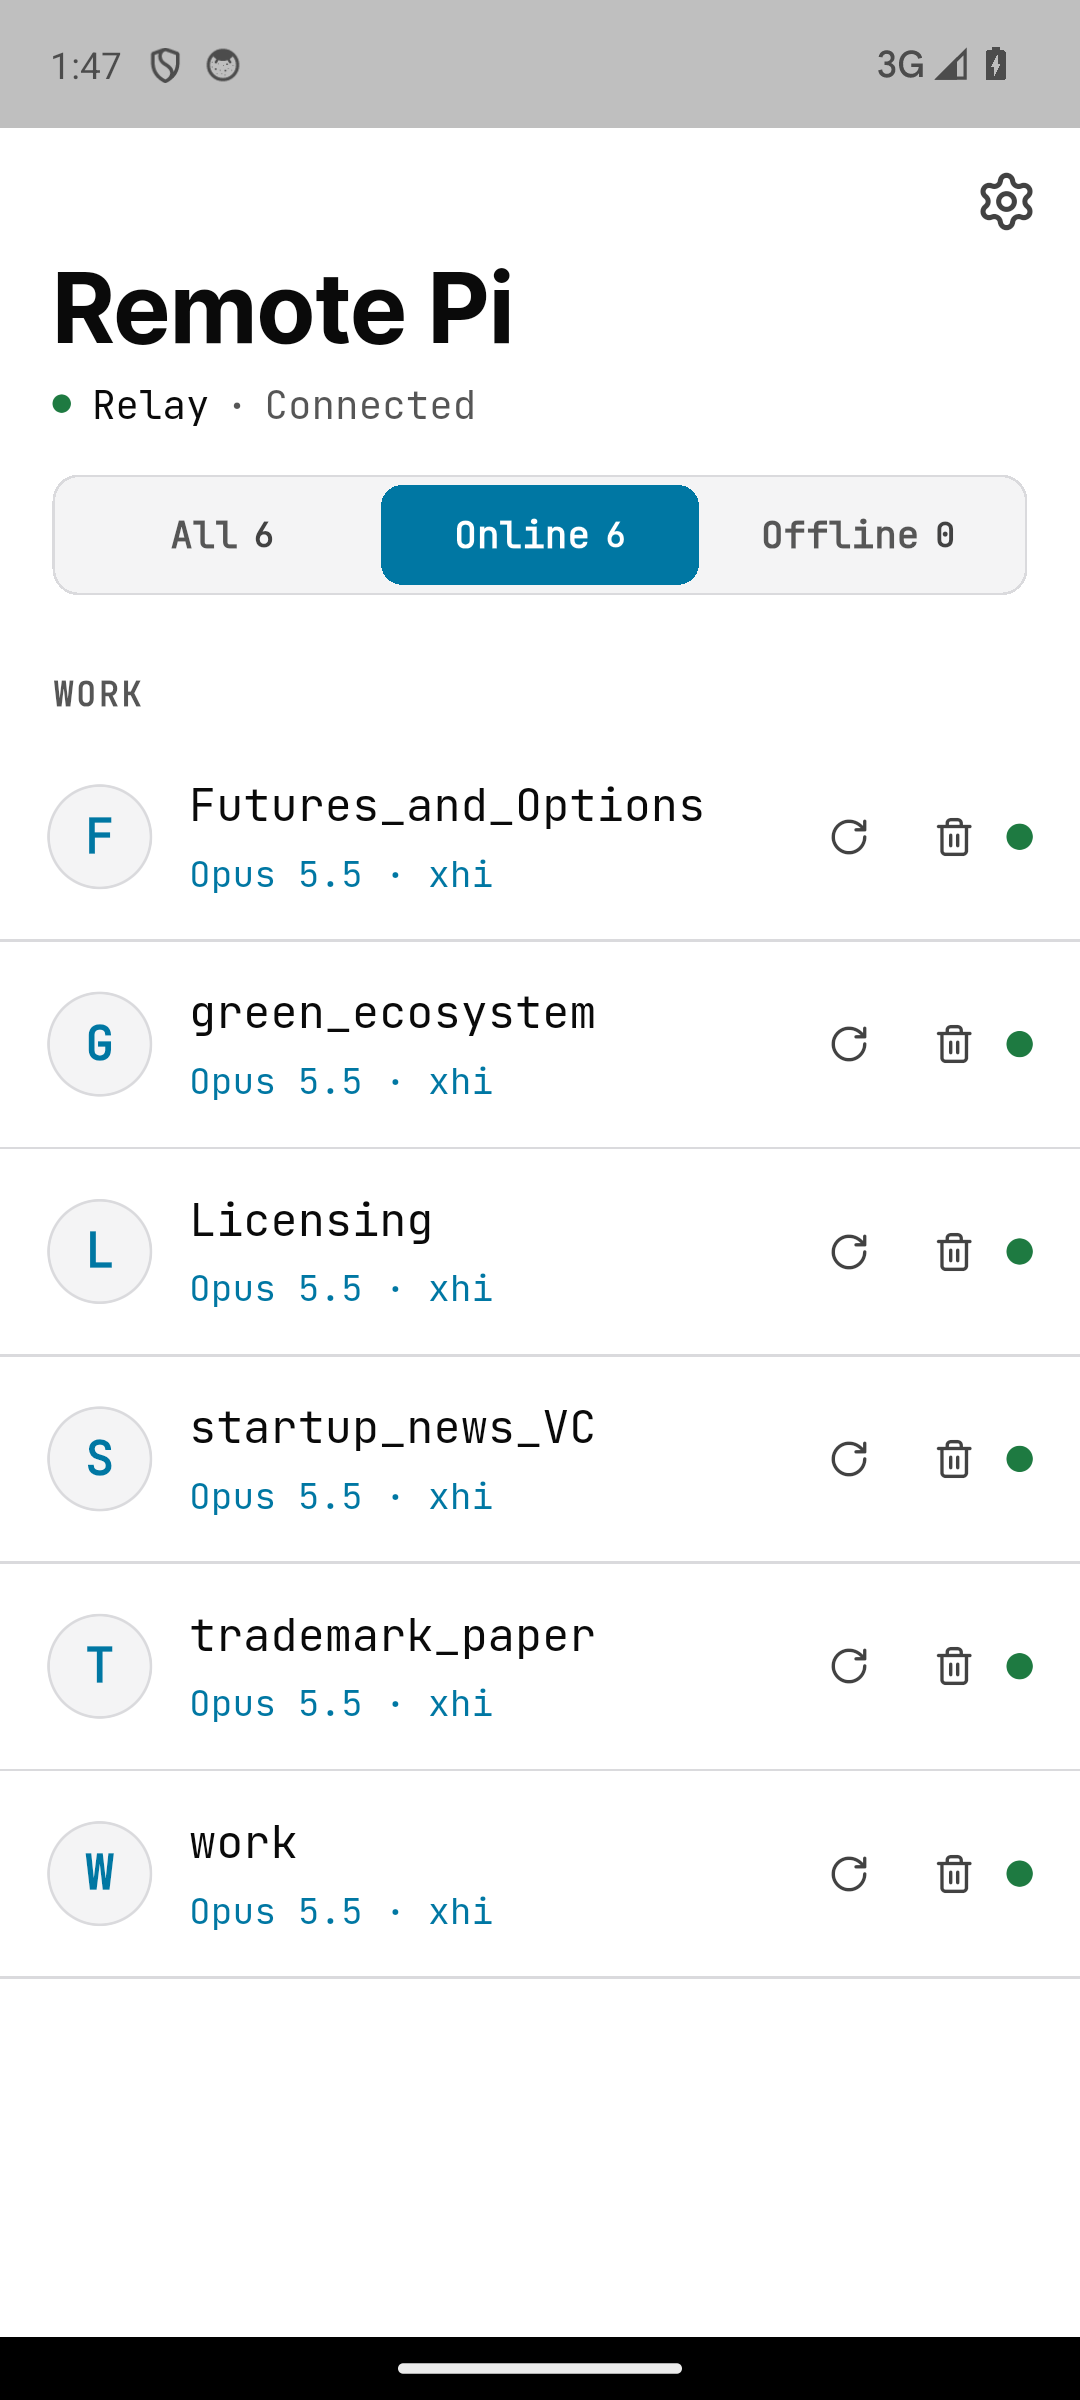 1:47 3G
Remote Pi
Relay · Connected
All 6 Online 6 Offline 0
WORK
F Futures_and_Options
Opus 5.5 · xhi
G green_ecosystem
Opus 5.5 · xhi
L Licensing
Opus 5.5 · xhi
S startup_news_VC
Opus 5.5 · xhi
T trademark_paper
Opus 5.5 · xhi
W work
Opus 5.5 · xhi